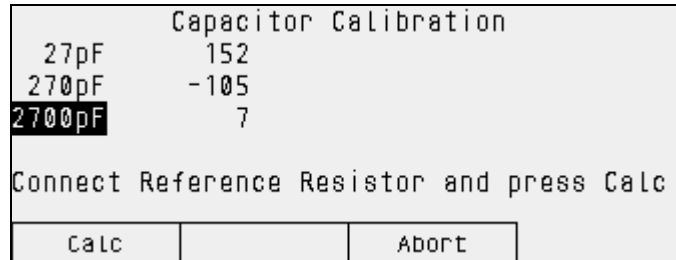 Capacitor Calibration
27pF 152
270pF -105
2700pF 7
Connect Reference Resistor and press Calc
Calc Abort